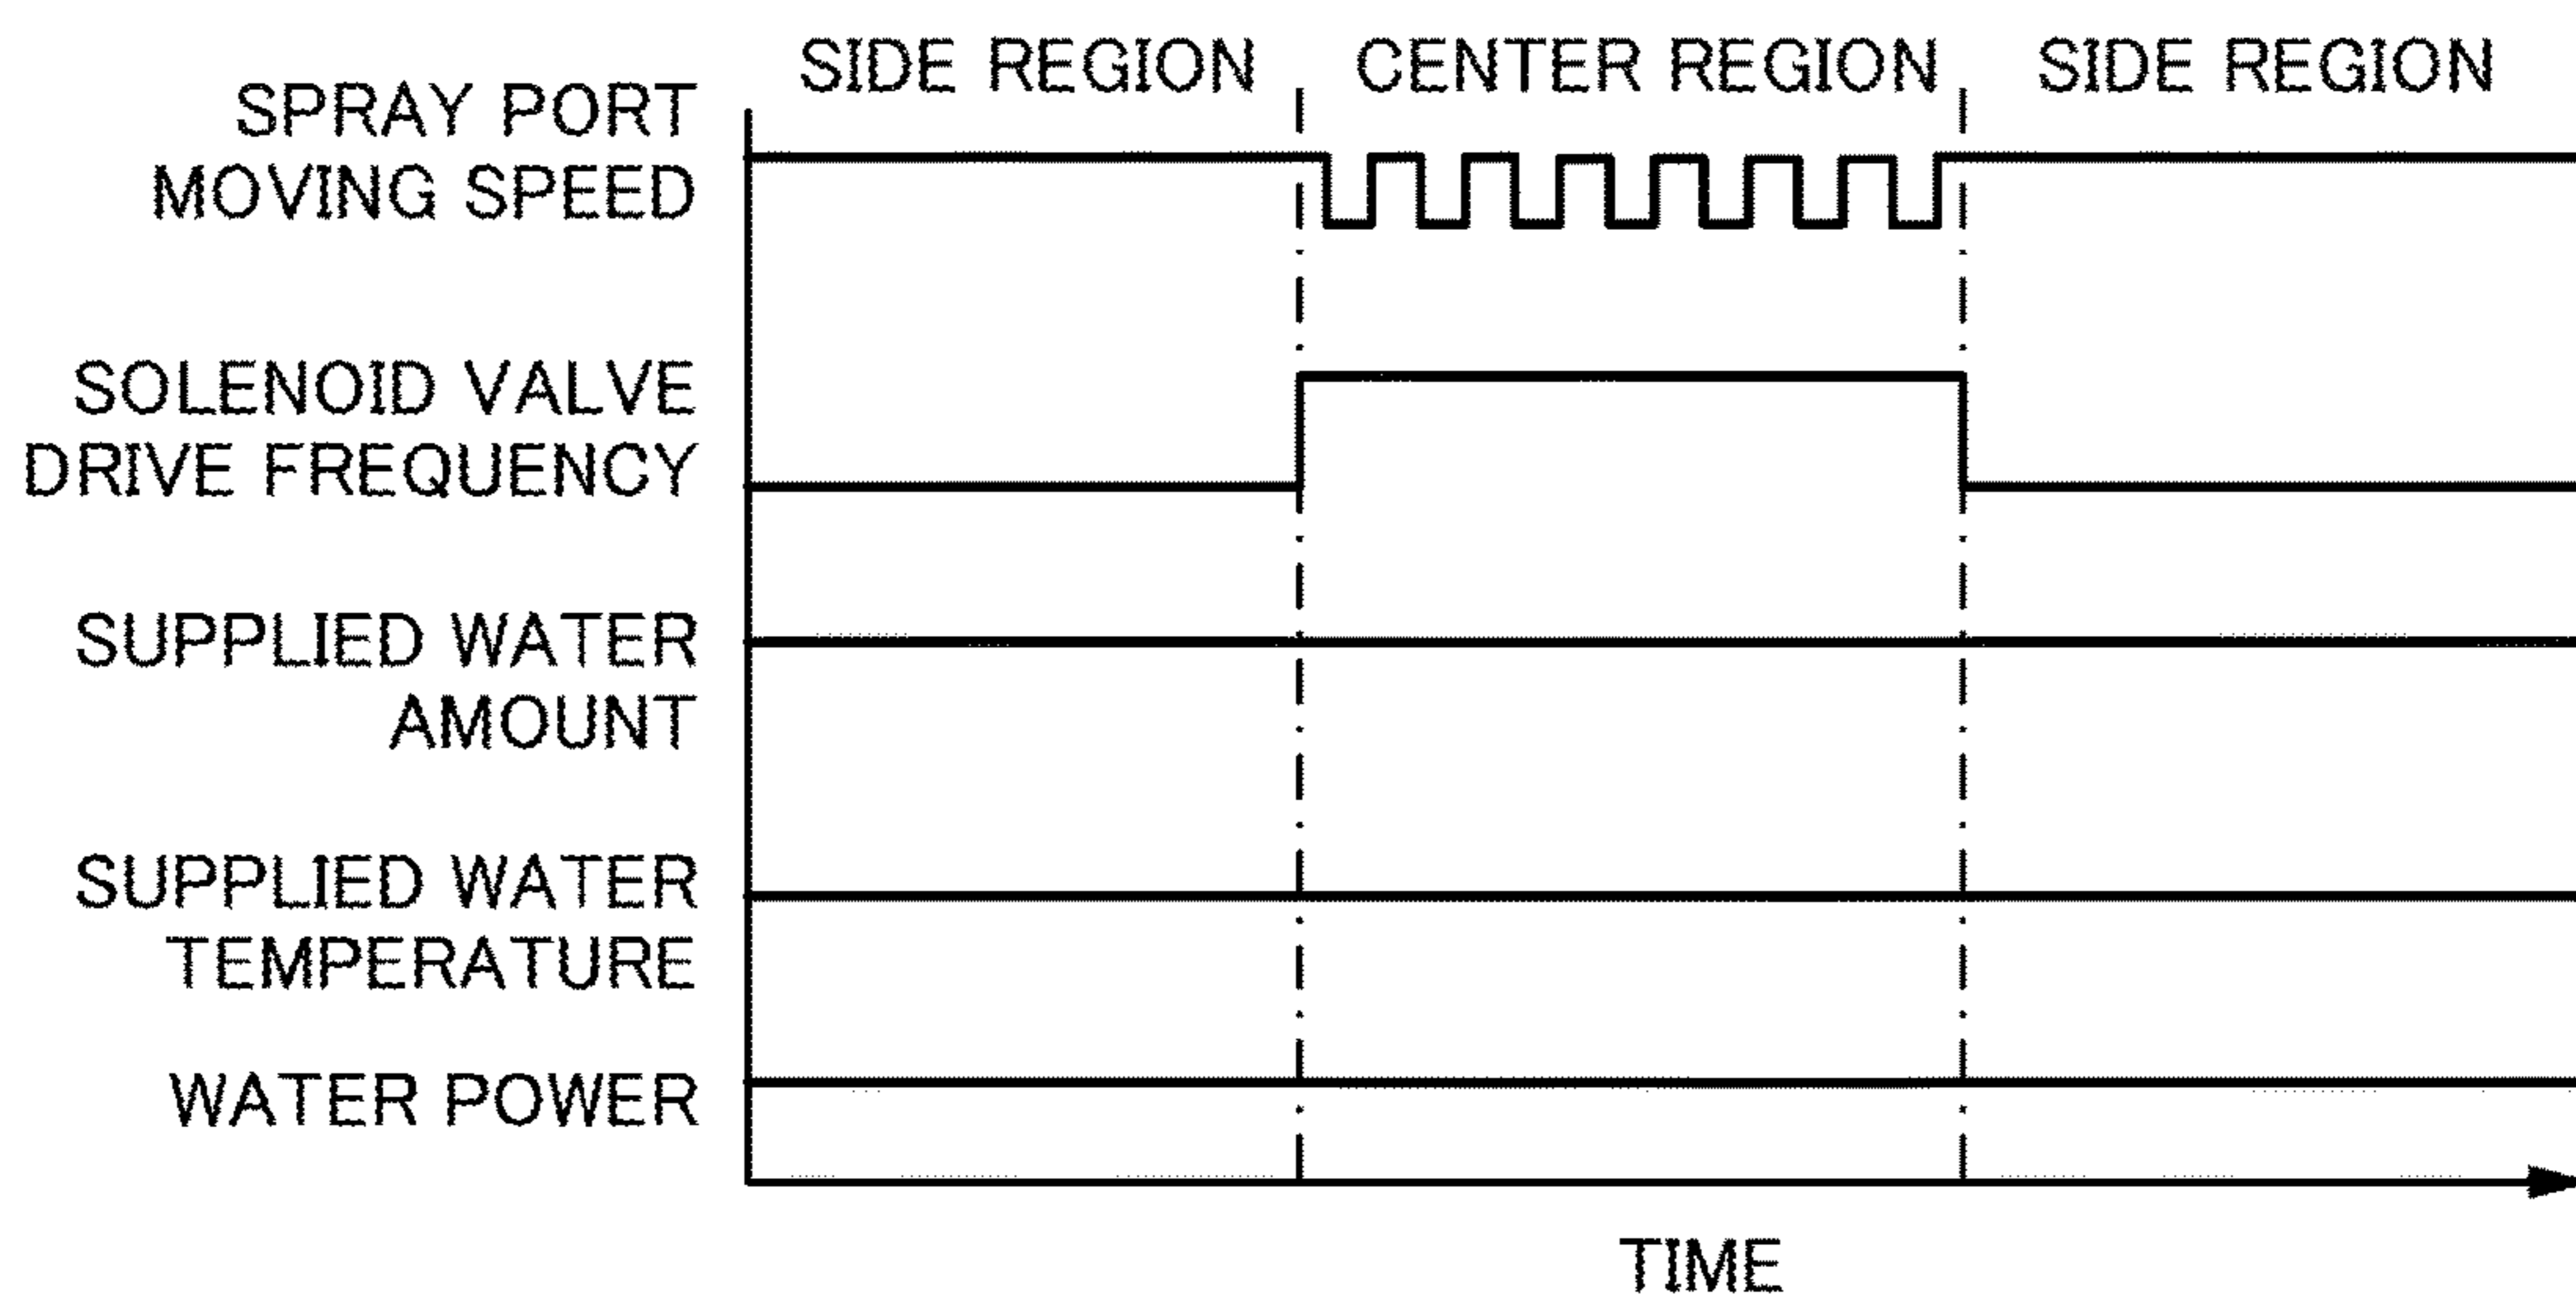 SIDE REGION CENTER REGION SIDE REGION
SPRAY PORT
MOVING SPEED
SOLENOID VALVE
DRIVE FREQUENCY
SUPPLIED WATER
AMOUNT
SUPPLIED WATER
TEMPERATURE
WATER POWER
TIME